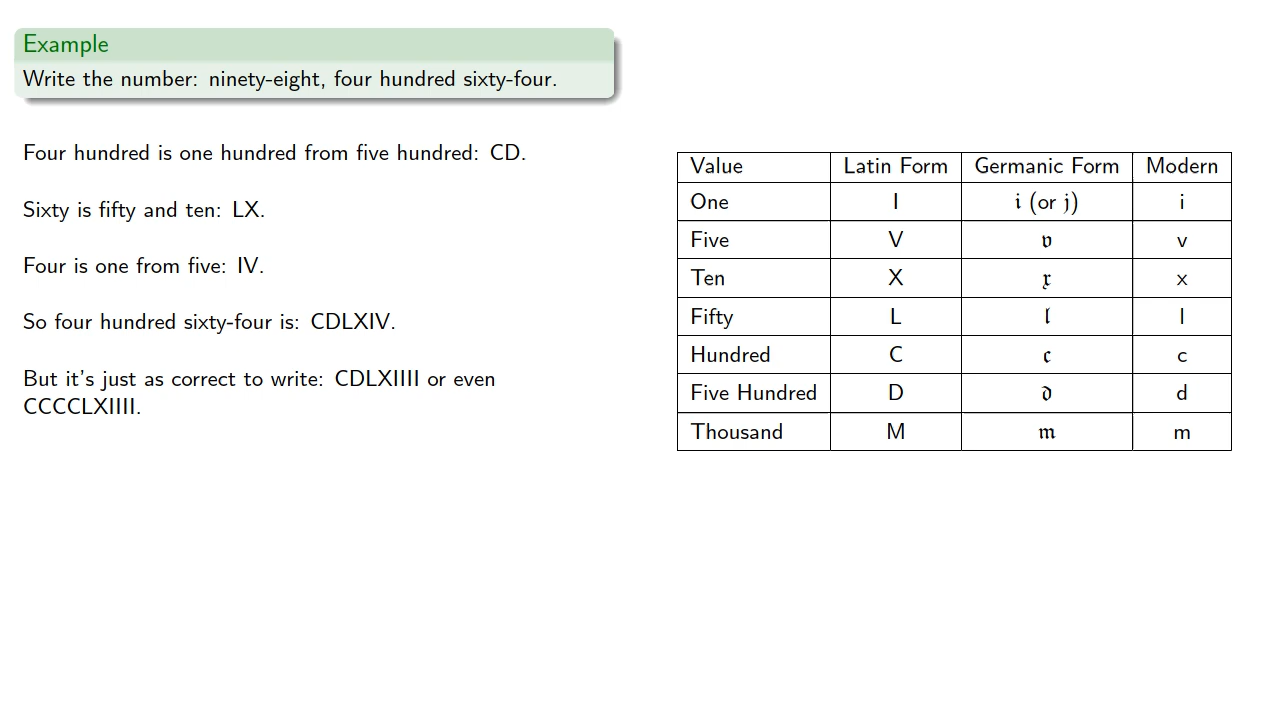 Example
Write the number: ninety-eight, four hundred sixty-four.
Four hundred is one hundred from five hundred: CD.
Sixty is fifty and ten: LX.
Four is one from five: IV.
So four hundred sixty-four is: CDLXIV.
But it's just as correct to write: CDLXIIII or even
CCCCLXIIII.
Value Latin Form Germanic Form Modern
One I 𝔦 (or 𝔧) i
Five V 𝔳 v
Ten X 𝔵 x
Fifty L 𝔩 l
Hundred C 𝔠 c
Five Hundred D 𝔡 d
Thousand M 𝔪 m